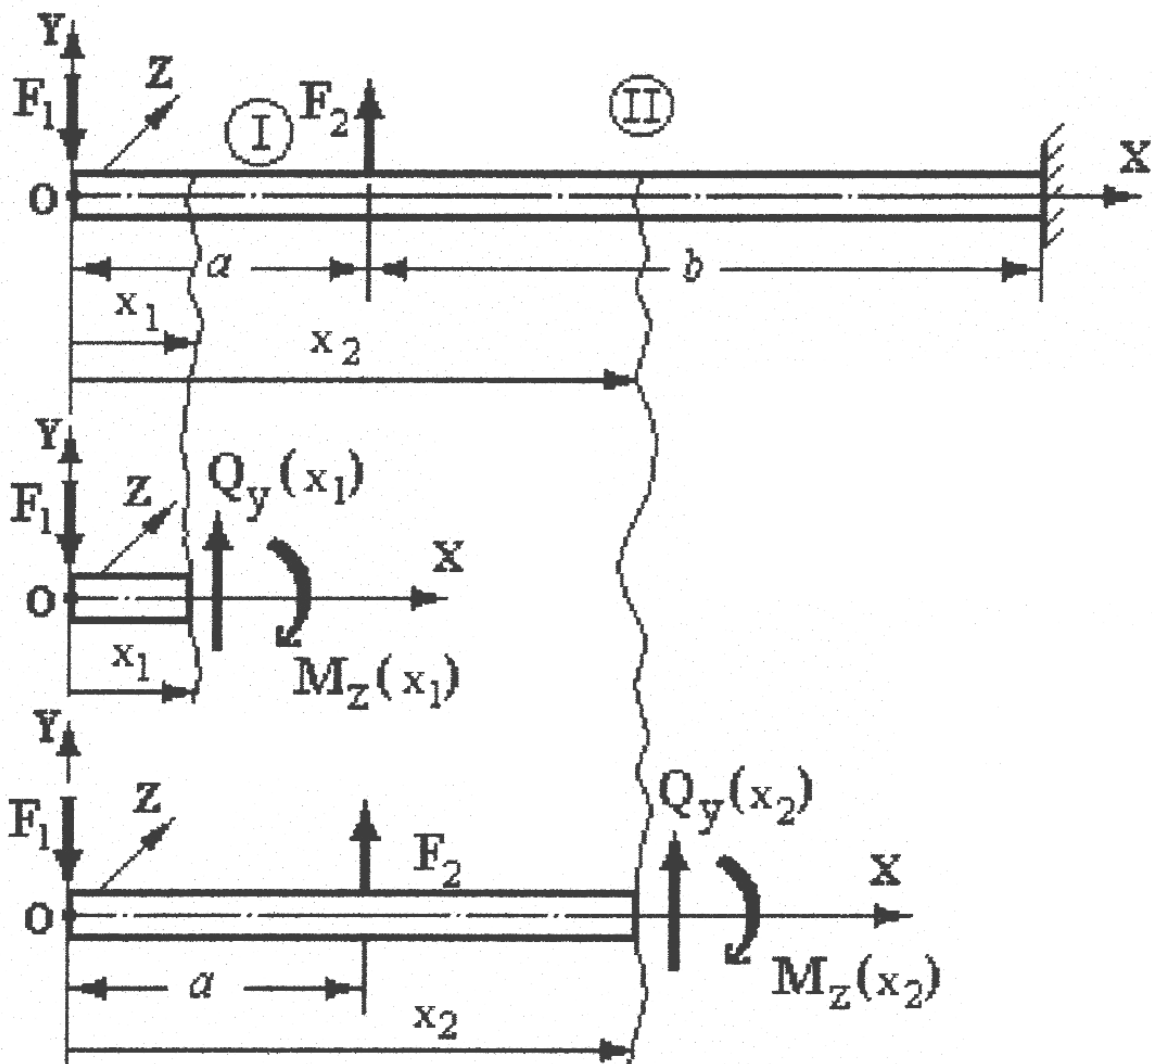 Y
Z
F1
I
F2
II
X
O
a
b
x1
x2
Y
Z
Qy(x1)
F1
X
O
x1
Mz(x1)
Y
Z
Qy(x2)
F1
F2
X
O
a
Mz(x2)
x2